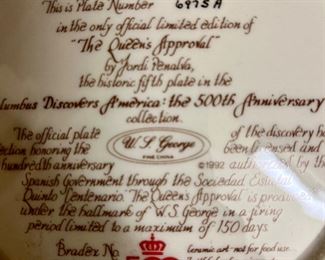 This is Plate Number 6975A
in the only official limited edition of
"The Queen's Approval"
by Jordi Penalva,
the historic fifth plate in the
Columbus Discovers America: the 500th Anniversary
collection.
The official plate
of the discovery
W. S. George
FINE CHINA
honoring the
been licensed and
hundredth anniversary
©1992 authorized by the
Spanish Government through the Sociedad Estatal
Quinto Centenario. The Queen's Approval is produced
under the hallmark of W. S. George in a firing
period limited to a maximum of 150 days.
Bradex No.
Ceramic art - not for food use.